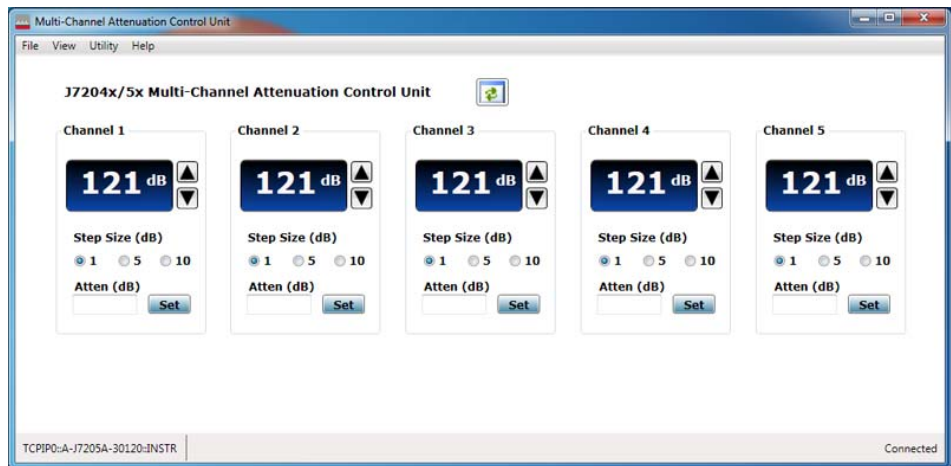 Multi-Channel Attenuation Control Unit
File View Utility Help
J7204x/5x Multi-Channel Attenuation Control Unit
Channel 1 Channel 2 Channel 3 Channel 4 Channel 5
121 dB 121 dB 121 dB 121 dB 121 dB
Step Size (dB) Step Size (dB) Step Size (dB) Step Size (dB) Step Size (dB)
1 5 10 1 5 10 1 5 10 1 5 10 1 5 10
Atten (dB) Atten (dB) Atten (dB) Atten (dB) Atten (dB)
Set Set Set Set Set
TCPIP0::A-J7205A-30120::INSTR Connected